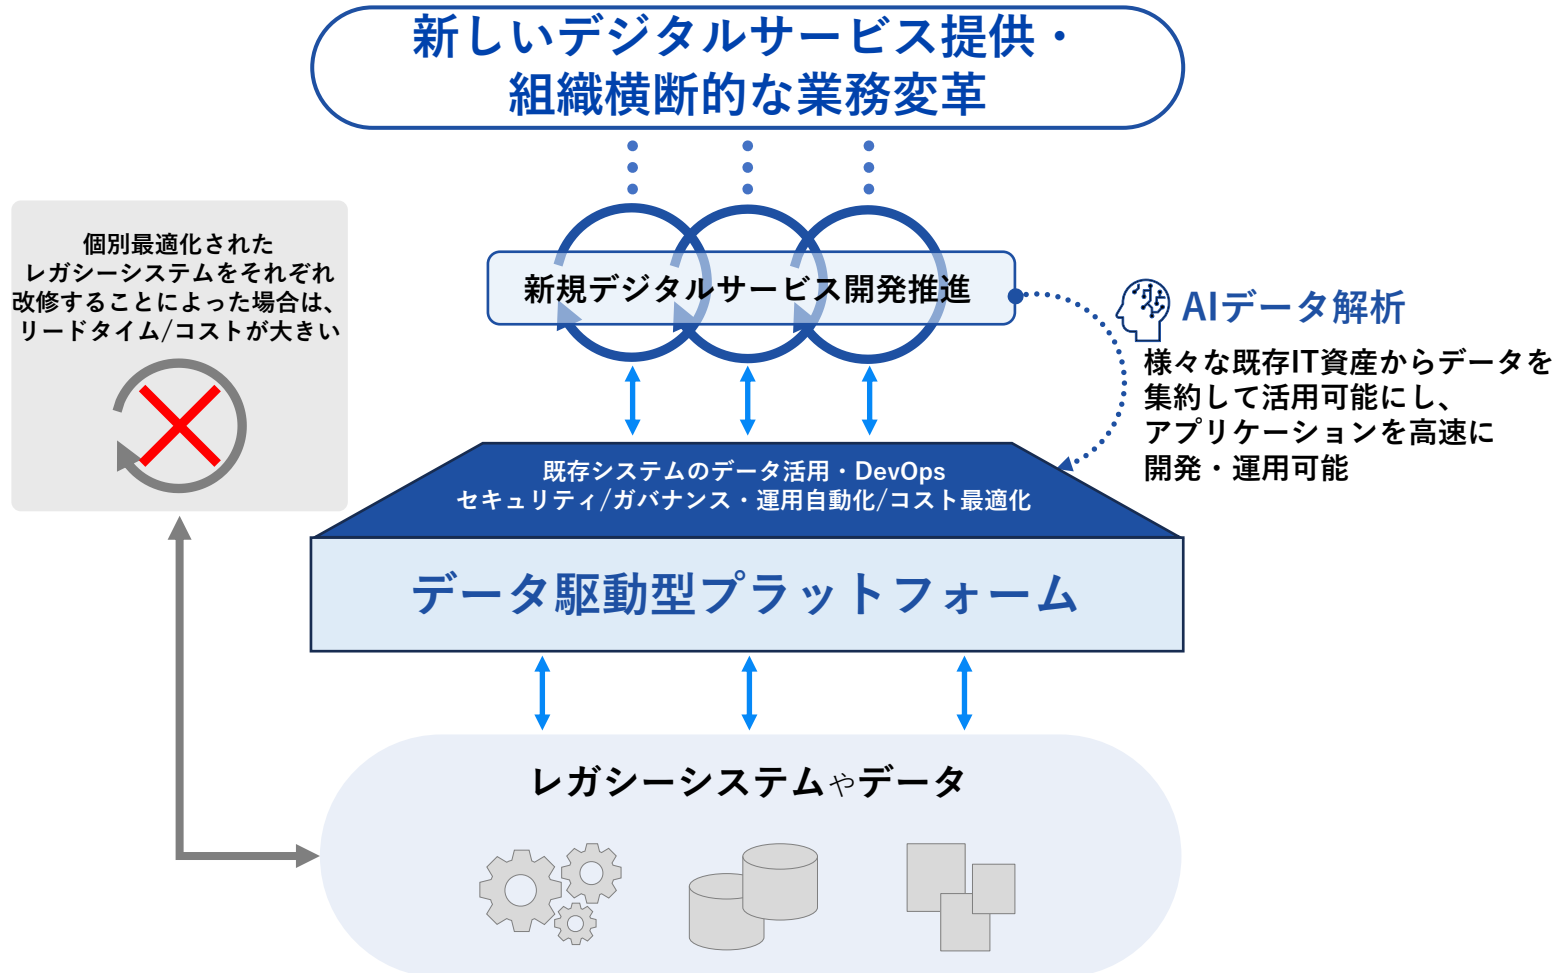 新しいデジタルサービス提供・
組織横断的な業務変革
個別最適化された
レガシーシステムをそれぞれ
改修することによった場合は、
リードタイム/コストが大きい
新規デジタルサービス開発推進
AIデータ解析
様々な既存IT資産からデータを
集約して活用可能にし、
アプリケーションを高速に
開発・運用可能
既存システムのデータ活用・DevOps
セキュリティ/ガバナンス・運用自動化/コスト最適化
データ駆動型プラットフォーム
レガシーシステムやデータ